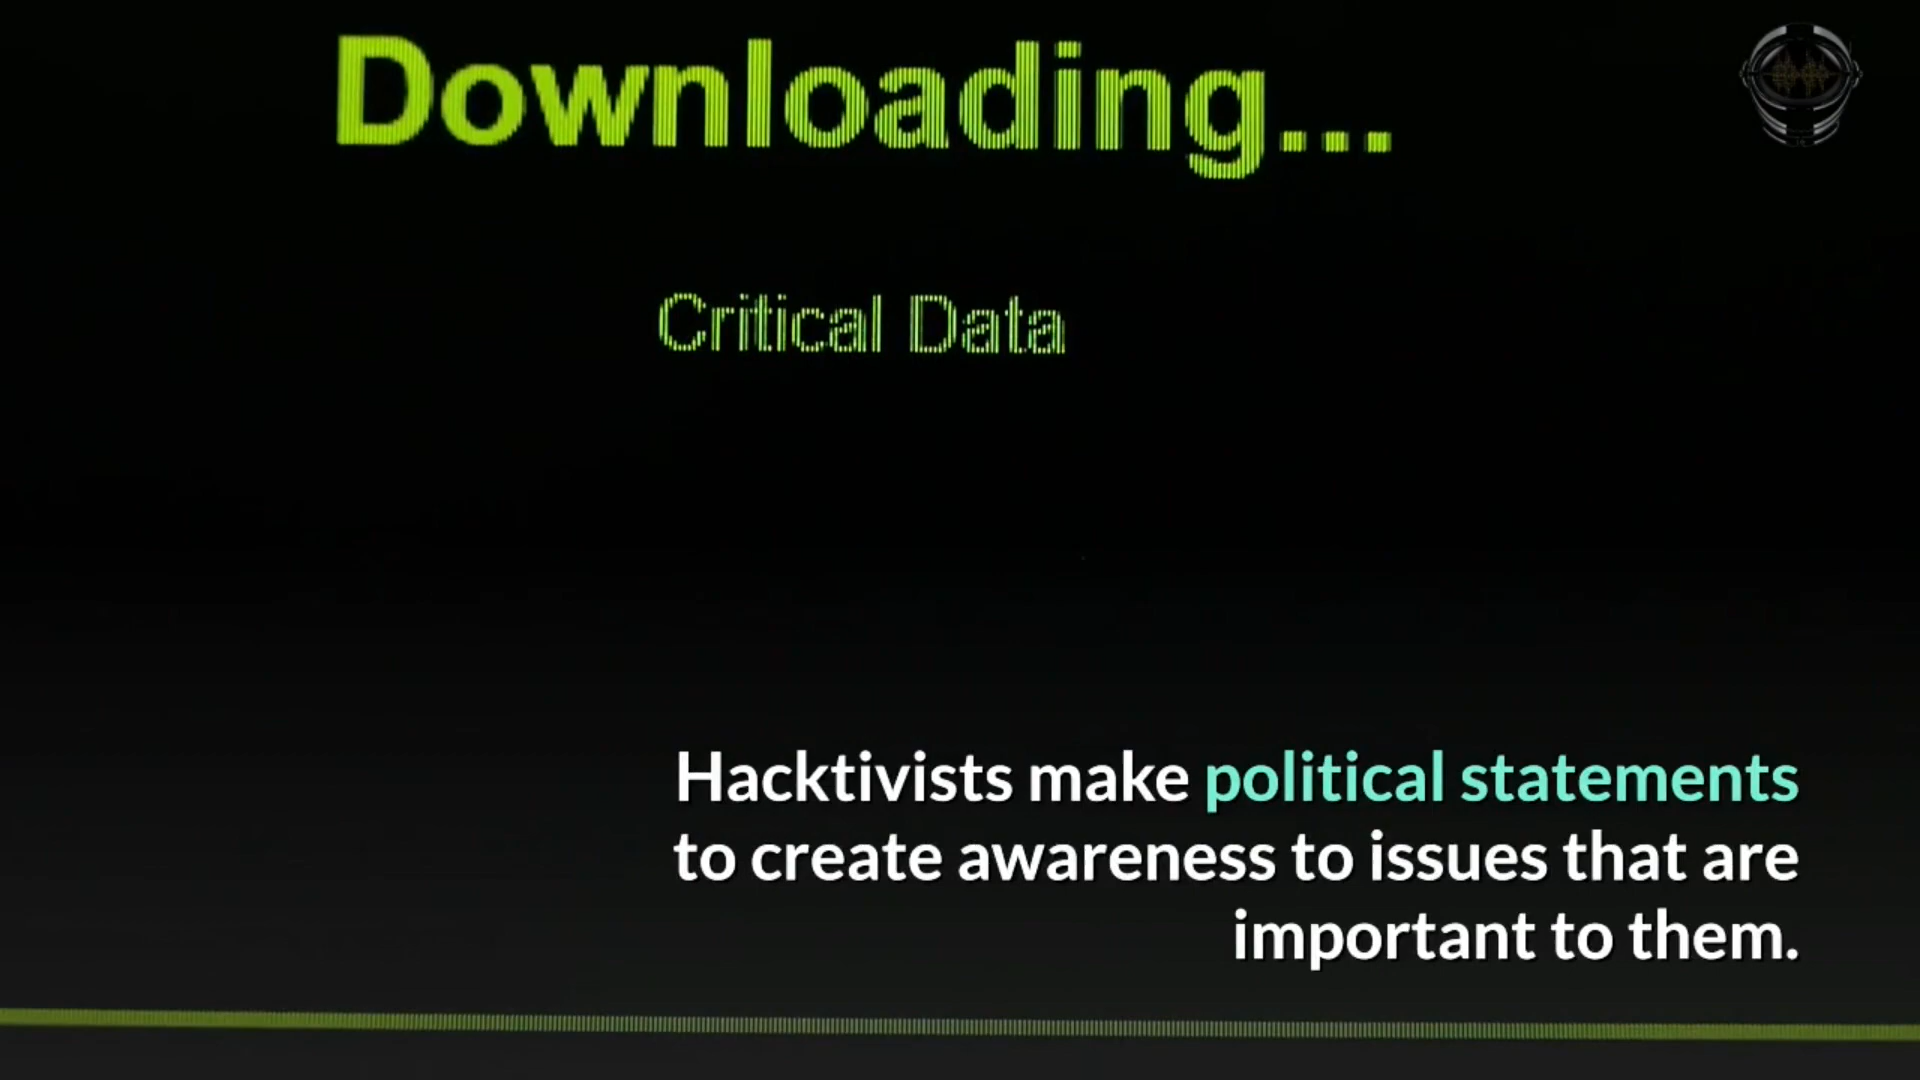 Downloading...
Critical Data
Hacktivists make political statements
to create awareness to issues that are
important to them.